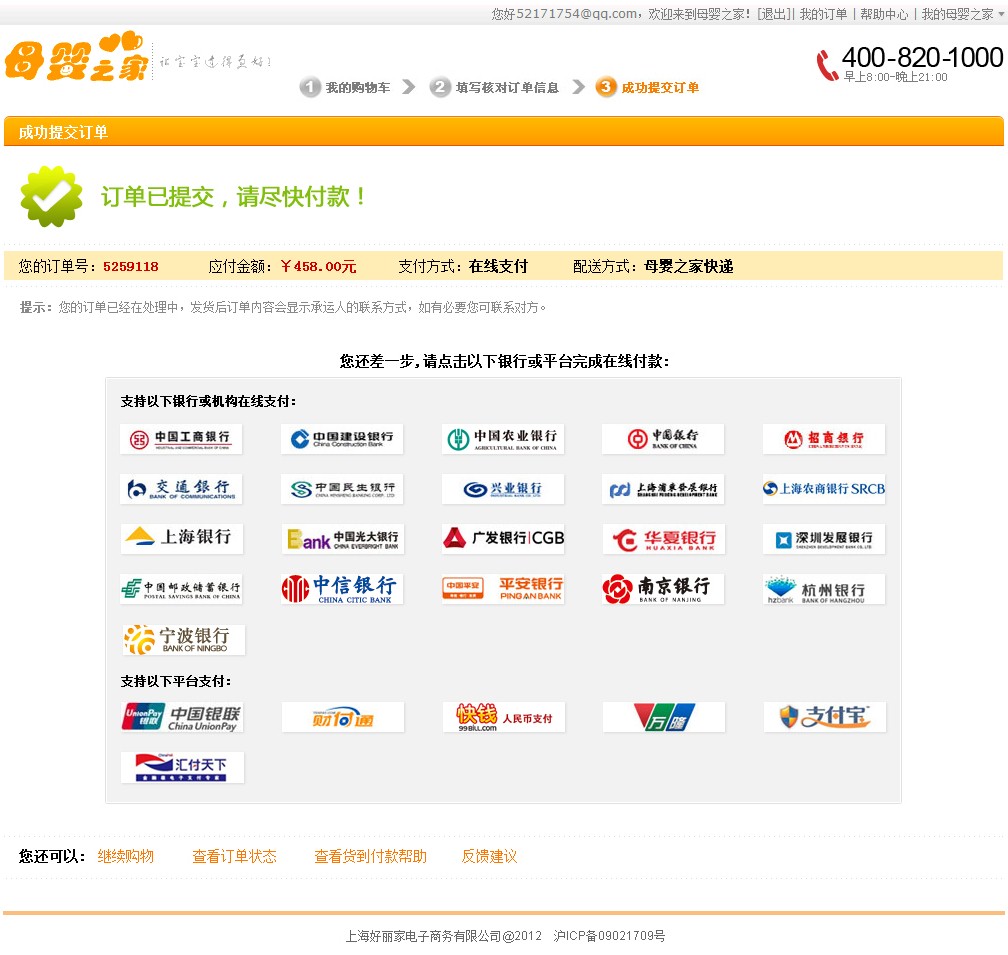 您好52171754@qq.com，欢迎来到母婴之家！[退出]| 我的订单 | 帮助中心 | 我的母婴之家
母婴之家 让宝宝过得更好！
400-820-1000
早上8:00-晚上21:00
1 我的购物车 2 填写核对订单信息 3 成功提交订单
成功提交订单
订单已提交，请尽快付款！
您的订单号：5259118 应付金额：￥458.00元 支付方式：在线支付 配送方式：母婴之家快递
提示：您的订单已经在处理中，发货后订单内容会显示承运人的联系方式，如有必要您可联系对方。
您还差一步，请点击以下银行或平台完成在线付款：
支持以下银行或机构在线支付：
中国工商银行 中国建设银行 中国农业银行 中国银行 招商银行
INDUSTRIAL AND COMMERCIAL BANK OF CHINA China Construction Bank AGRICULTURAL BANK OF CHINA BANK OF CHINA
交通银行 中国民生银行 兴业银行 上海浦东发展银行 上海农商银行 SRCB
BANK OF COMMUNICATIONS CHINA MINSHENG BANKING CORP. LTD INDUSTRIAL BANK CO.,LTD SHANGHAI PUDONG DEVELOPMENT BANK
上海银行 Bank 中国光大银行 广发银行|CGB 华夏银行 深圳发展银行
CHINA EVERBRIGHT BANK HUAXIA BANK SHENZHEN DEVELOPMENT BANK CO.,LTD
中国邮政储蓄银行 中信银行 中国平安 平安银行 南京银行 杭州银行
POSTAL SAVINGS BANK OF CHINA CHINA CITIC BANK PINGAN BANK BANK OF NANJING hzbank BANK OF HANGZHOU
宁波银行
BANK OF NINGBO
支持以下平台支付：
UnionPay 银联 中国银联 财付通 快钱 人民币支付 万隆 支付宝
China UnionPay 99Bill.com
汇付天下
您还可以： 继续购物 查看订单状态 查看货到付款帮助 反馈建议
上海好丽家电子商务有限公司@2012 沪ICP备09021709号